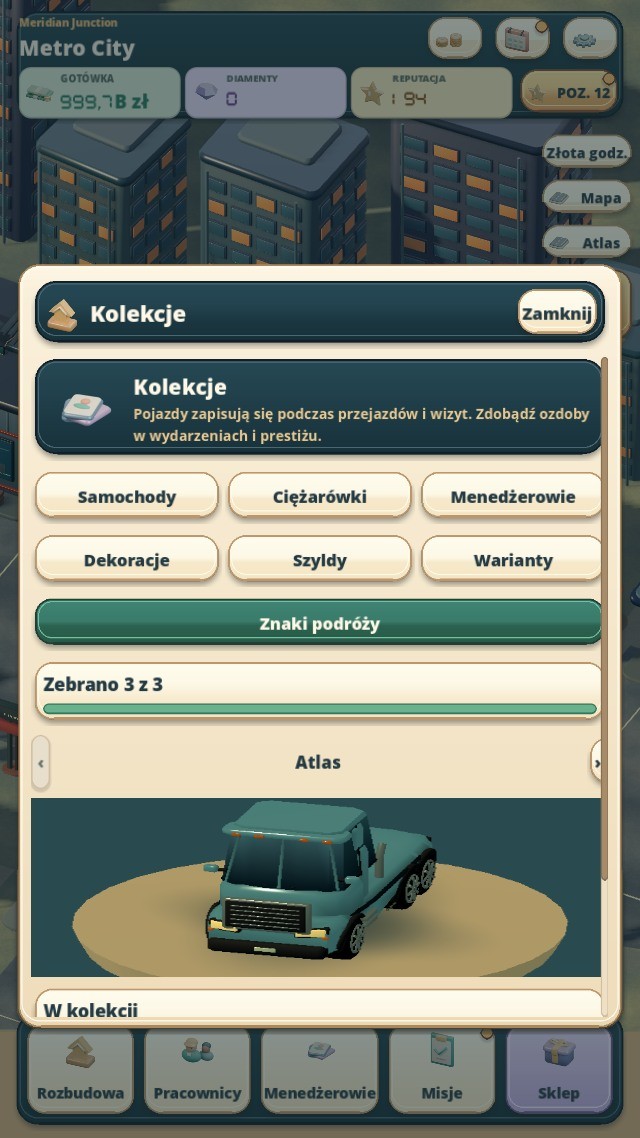 Meridian Junction
Metro City
GOTÓWKA
999,7B zł
DIAMENTY
0
REPUTACJA
194
POZ. 12
Złota godz.
Mapa
Atlas
Kolekcje
Zamknij
Kolekcje
Pojazdy zapisują się podczas przejazdów i wizyt. Zdobądź ozdoby
w wydarzeniach i prestiżu.
Samochody
Ciężarówki
Menedżerowie
Dekoracje
Szyldy
Warianty
Znaki podróży
Zebrano 3 z 3
‹
Atlas
›
W kolekcji
Rozbudowa
Pracownicy
Menedżerowie
Misje
Sklep